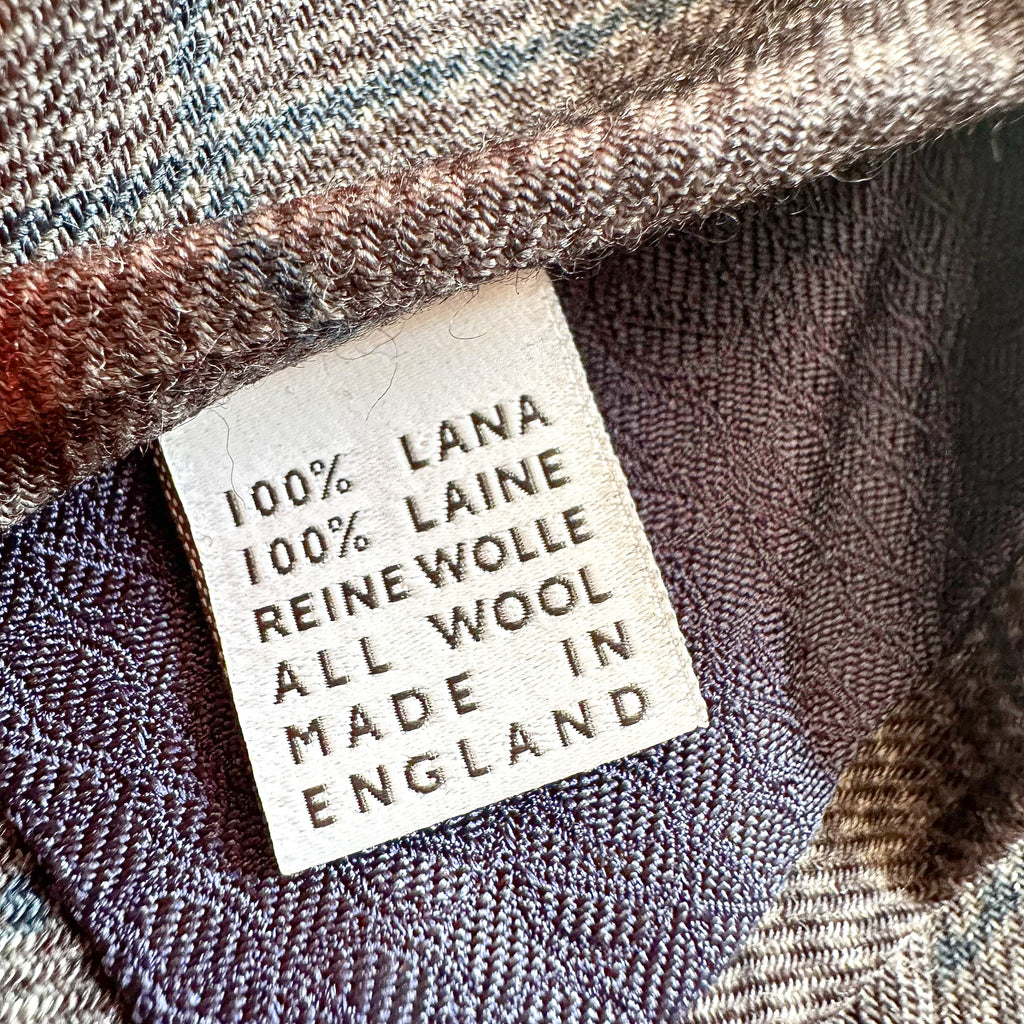 100% LANA
100% LAINE
REINE WOLLE
ALL WOOL
MADE IN
ENGLAND